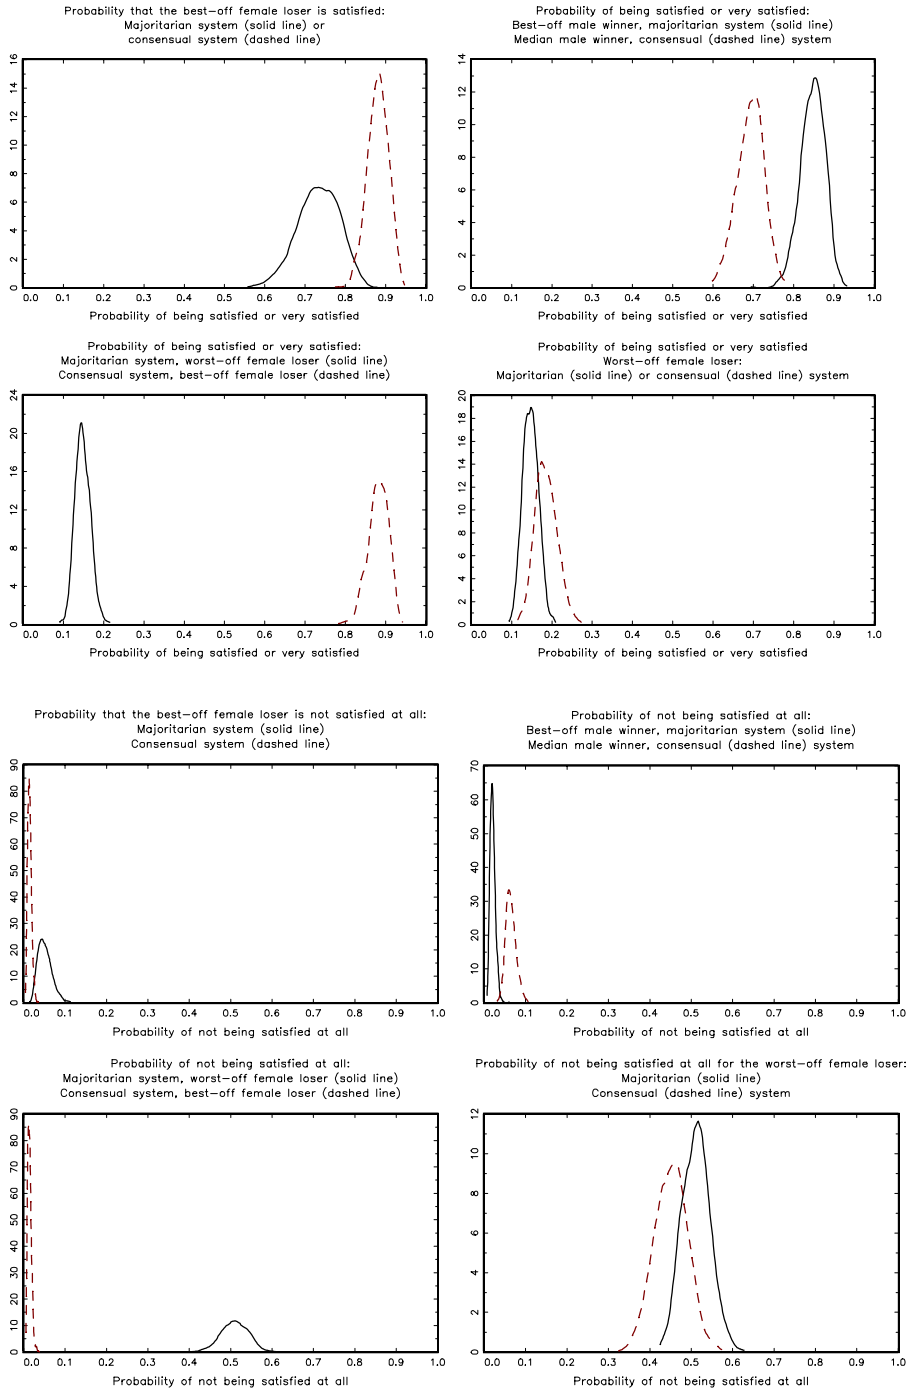 Probability that the best-off female loser is satisfied:
Majoritarian system (solid line) or
consensual system (dashed line)
16
14
12
10
8
6
4
2
0
0.0 0.1 0.2 0.3 0.4 0.5 0.6 0.7 0.8 0.9 1.0
Probability of being satisfied or very satisfied
Probability of being satisfied or very satisfied:
Best-off male winner, majoritarian system (solid line)
Median male winner, consensual (dashed line) system
14
12
10
8
6
4
2
0
0.0 0.1 0.2 0.3 0.4 0.5 0.6 0.7 0.8 0.9 1.0
Probability of being satisfied or very satisfied
Probability of being satisfied or very satisfied:
Majoritarian system, worst-off female loser (solid line)
Consensual system, best-off female loser (dashed line)
24
20
16
12
8
4
0
0.0 0.1 0.2 0.3 0.4 0.5 0.6 0.7 0.8 0.9 1.0
Probability of being satisfied or very satisfied
Probability of being satisfied or very satisfied
Worst-off female loser:
Majoritarian (solid line) or consensual (dashed line) system
20
18
16
14
12
10
8
6
4
2
0
0.0 0.1 0.2 0.3 0.4 0.5 0.6 0.7 0.8 0.9 1.0
Probability of being satisfied or very satisfied
Probability that the best-off female loser is not satisfied at all:
Majoritarian system (solid line)
Consensual system (dashed line)
90
80
70
60
50
40
30
20
10
0
0.0 0.1 0.2 0.3 0.4 0.5 0.6 0.7 0.8 0.9 1.0
Probability of not being satisfied at all
Probability of not being satisfied at all:
Best-off male winner, majoritarian system (solid line)
Median male winner, consensual (dashed line) system
70
60
50
40
30
20
10
0
0.0 0.1 0.2 0.3 0.4 0.5 0.6 0.7 0.8 0.9 1.0
Probability of not being satisfied at all
Probability of not being satisfied at all:
Majoritarian system, worst-off female loser (solid line)
Consensual system, best-off female loser (dashed line)
90
80
70
60
50
40
30
20
10
0
0.0 0.1 0.2 0.3 0.4 0.5 0.6 0.7 0.8 0.9 1.0
Probability of not being satisfied at all
Probability of not being satisfied at all for the worst-off female loser:
Majoritarian (solid line)
Consensual (dashed line) system
12
10
8
6
4
2
0
0.0 0.1 0.2 0.3 0.4 0.5 0.6 0.7 0.8 0.9 1.0
Probability of not being satisfied at all